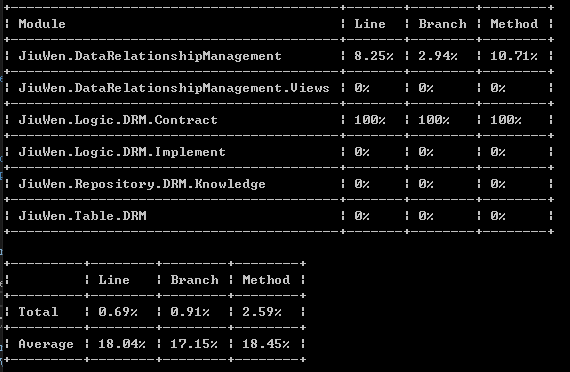 Module | Line | Branch | Method
JiuWen.DataRelationshipManagement | 8.25% | 2.94% | 10.71%
JiuWen.DataRelationshipManagement.Views | 0% | 0% | 0%
JiuWen.Logic.DRM.Contract | 100% | 100% | 100%
JiuWen.Logic.DRM.Implement | 0% | 0% | 0%
JiuWen.Repository.DRM.Knowledge | 0% | 0% | 0%
JiuWen.Table.DRM | 0% | 0% | 0%
| Line | Branch | Method
Total | 0.69% | 0.91% | 2.59%
Average | 18.04% | 17.15% | 18.45%